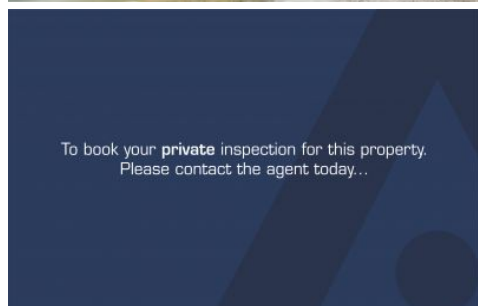 To book your private inspection for this property.
Please contact the agent today...